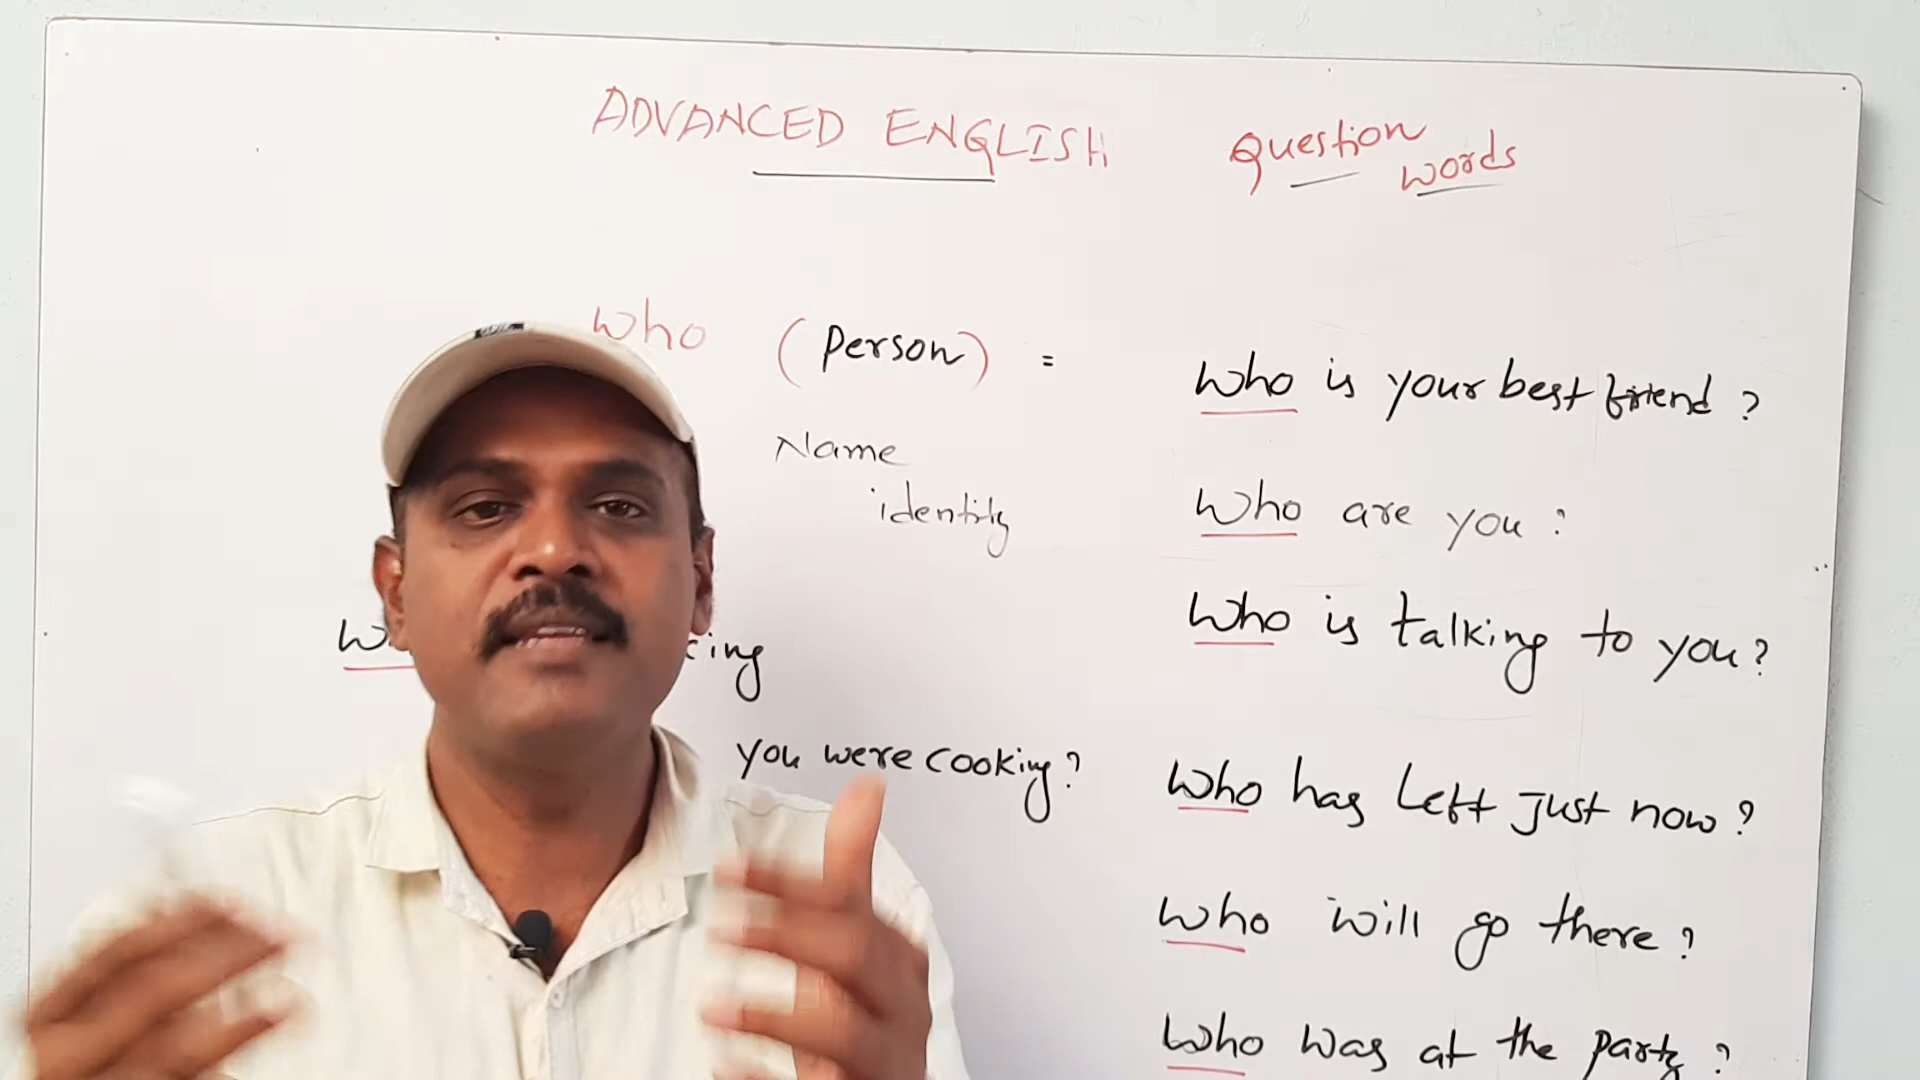 ADVANCED ENGLISH
Question
words
who (Person) =
Name
identity
cing
you were cooking?
Who is your best friend?
Who are you?
Who is talking to you?
Who has left just now?
Who will go there?
Who was at the party?